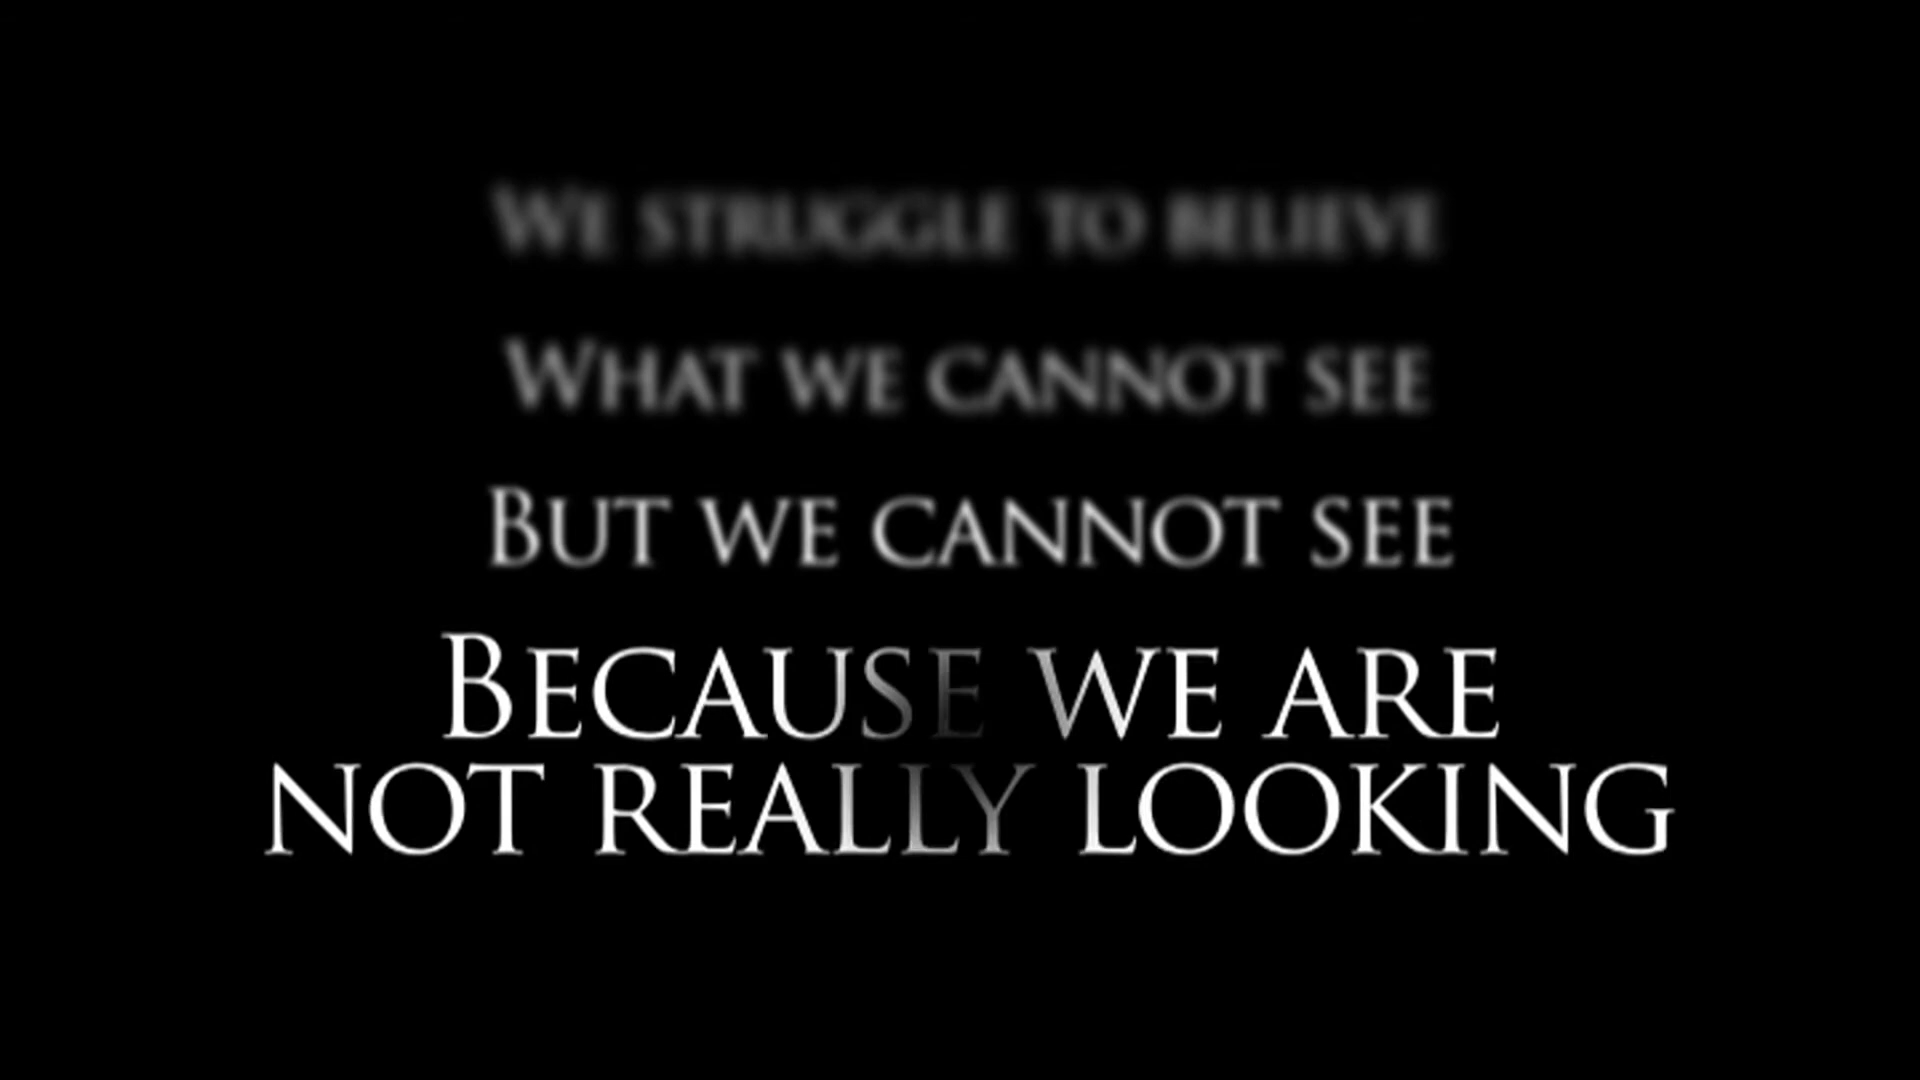 We struggle to believe
What we cannot see
But we cannot see
Because we are
not really looking